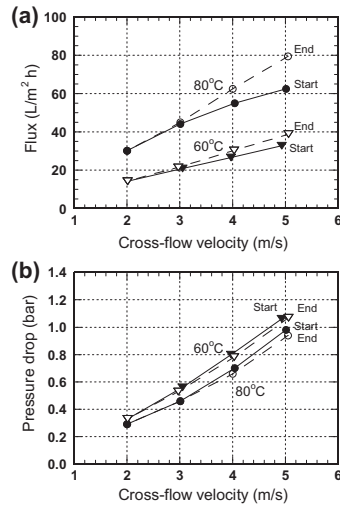 (a)
100
80
60
40
20
0
Flux (L/m² h)
80°C
End
Start
60°C
End
Start
0 1 2 3 4 5 6
Cross-flow velocity (m/s)
(b)
1.4
1.2
1.0
0.8
0.6
0.4
0.2
0.0
Pressure drop (bar)
Start
End
60°C
Start
End
80°C
0 1 2 3 4 5 6
Cross-flow velocity (m/s)